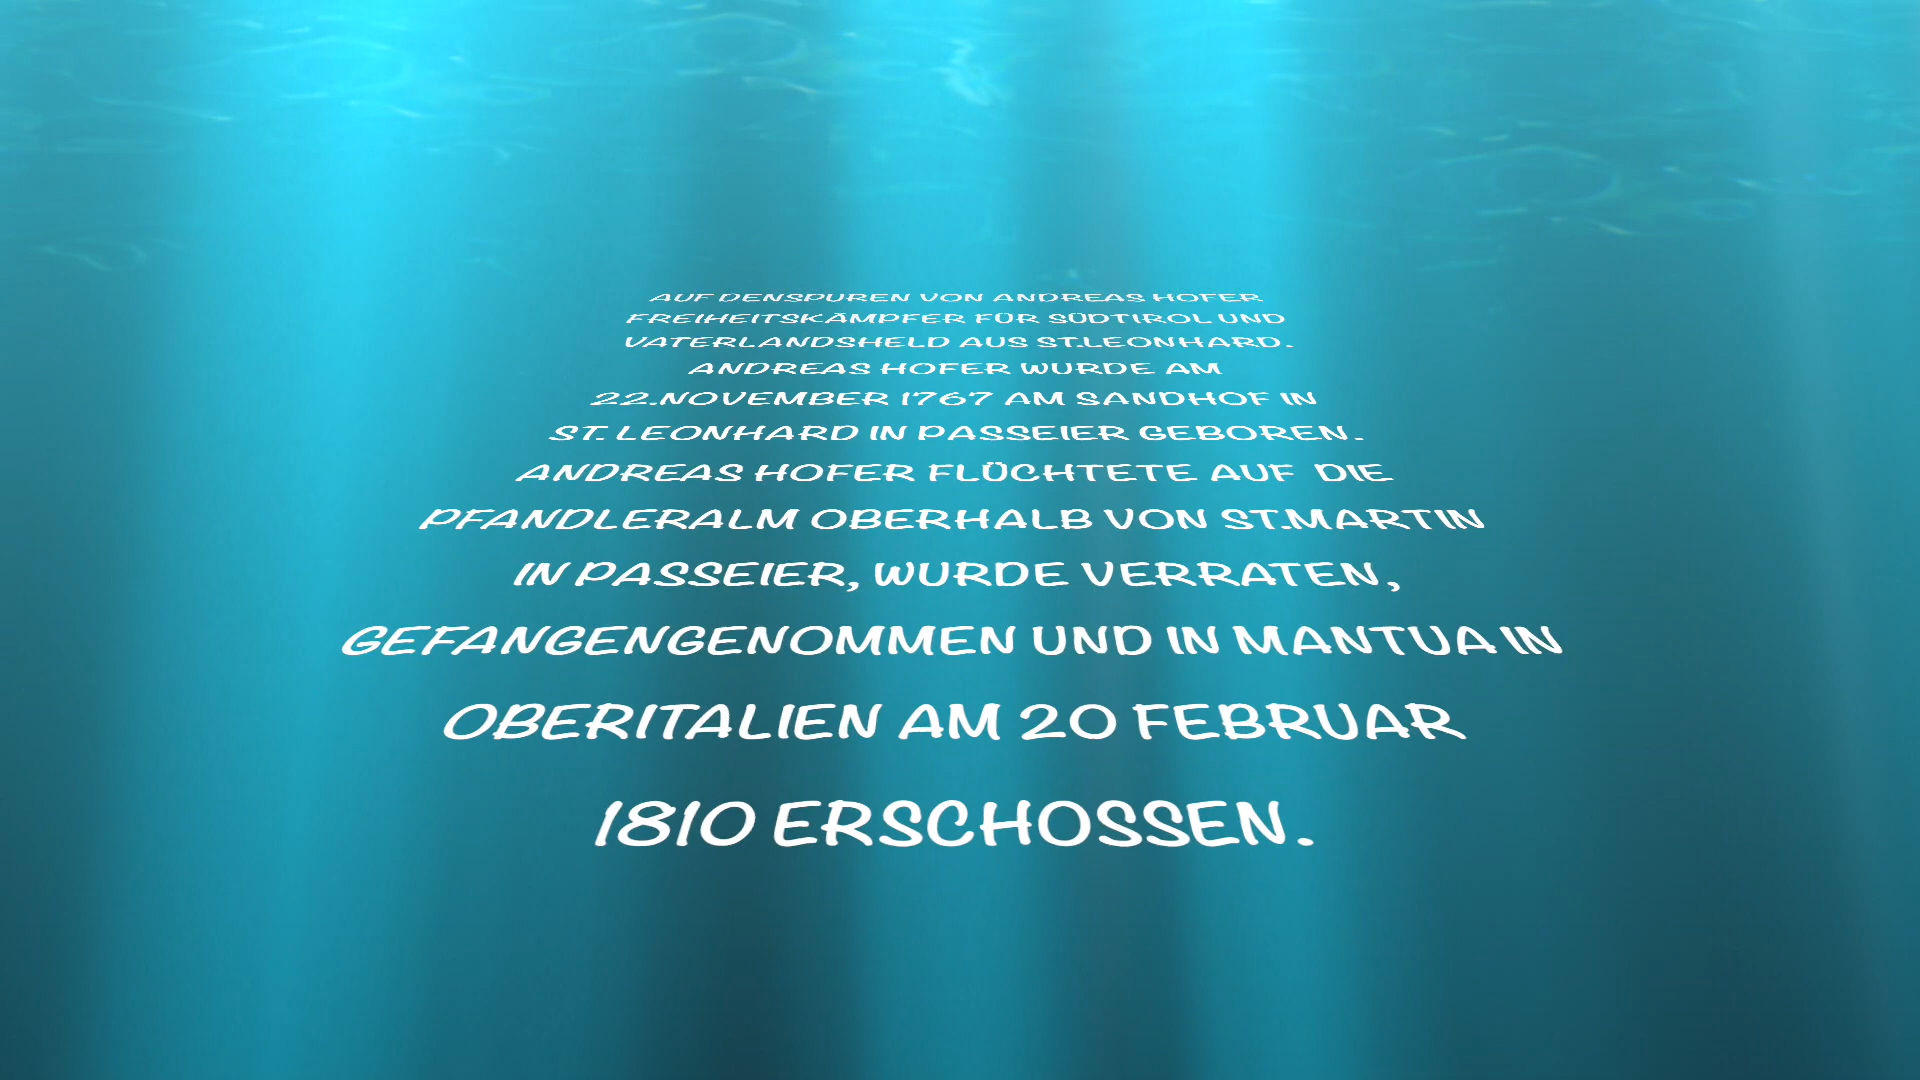 AUF DENSPUREN VON ANDREAS HOFER
FREIHEITSKÄMPFER FÜR SÜDTIROL UND
VATERLANDSHELD AUS ST.LEONHARD.
ANDREAS HOFER WURDE AM
22.NOVEMBER 1767 AM SANDHOF IN
ST. LEONHARD IN PASSEIER GEBOREN.
ANDREAS HOFER FLÜCHTETE AUF DIE
PFANDLERALM OBERHALB VON ST.MARTIN
IN PASSEIER, WURDE VERRATEN,
GEFANGENGENOMMEN UND IN MANTUA IN
OBERITALIEN AM 20 FEBRUAR
1810 ERSCHOSSEN.